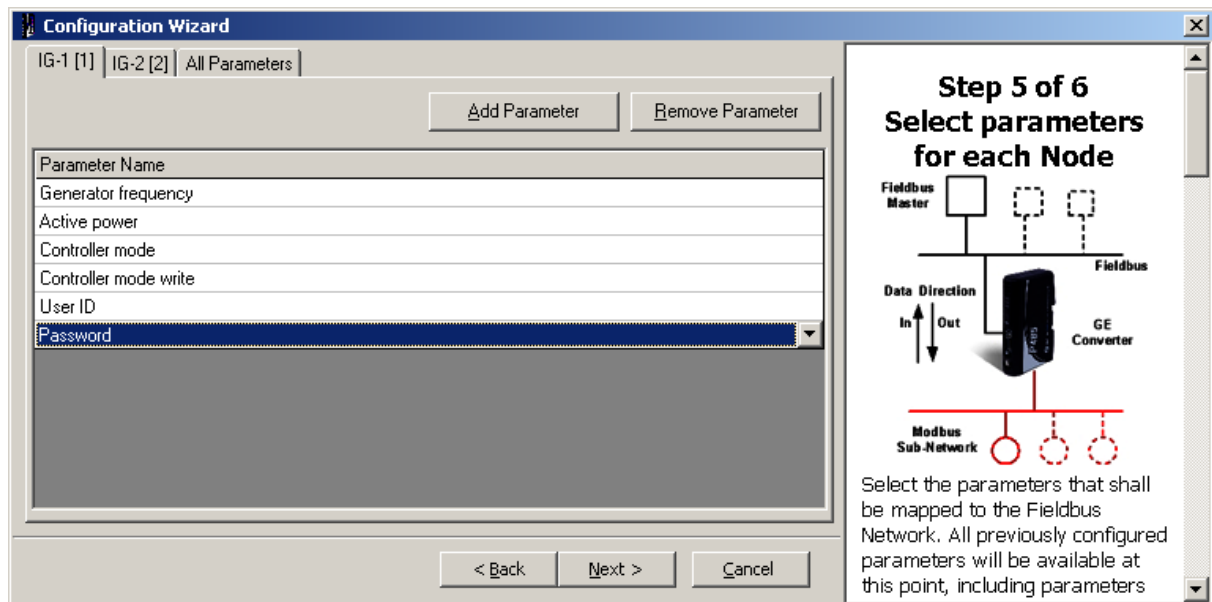 Configuration Wizard
IG-1 [1] IG-2 [2] All Parameters
Add Parameter Remove Parameter
Parameter Name
Generator frequency
Active power
Controller mode
Controller mode write
User ID
Password
< Back Next > Cancel
Step 5 of 6
Select parameters
for each Node
Fieldbus
Master
Fieldbus
Data Direction
In Out
GE
Converter
P485
Modbus
Sub-Network
Select the parameters that shall
be mapped to the Fieldbus
Network. All previously configured
parameters will be available at
this point, including parameters